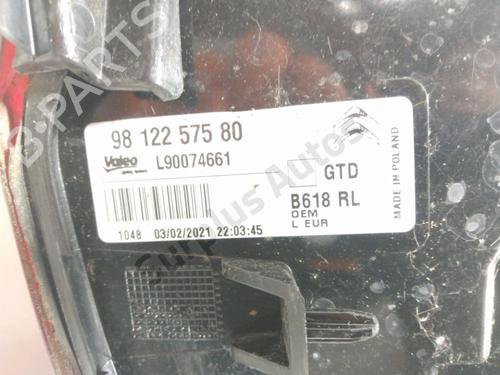 98 122 575 80
Valeo L90074661
GTD
B618 RL
OEM
L EUR
1048 03/02/2021 22:03:45
MADE IN POLAND
B-PARTS
Surplus Autos